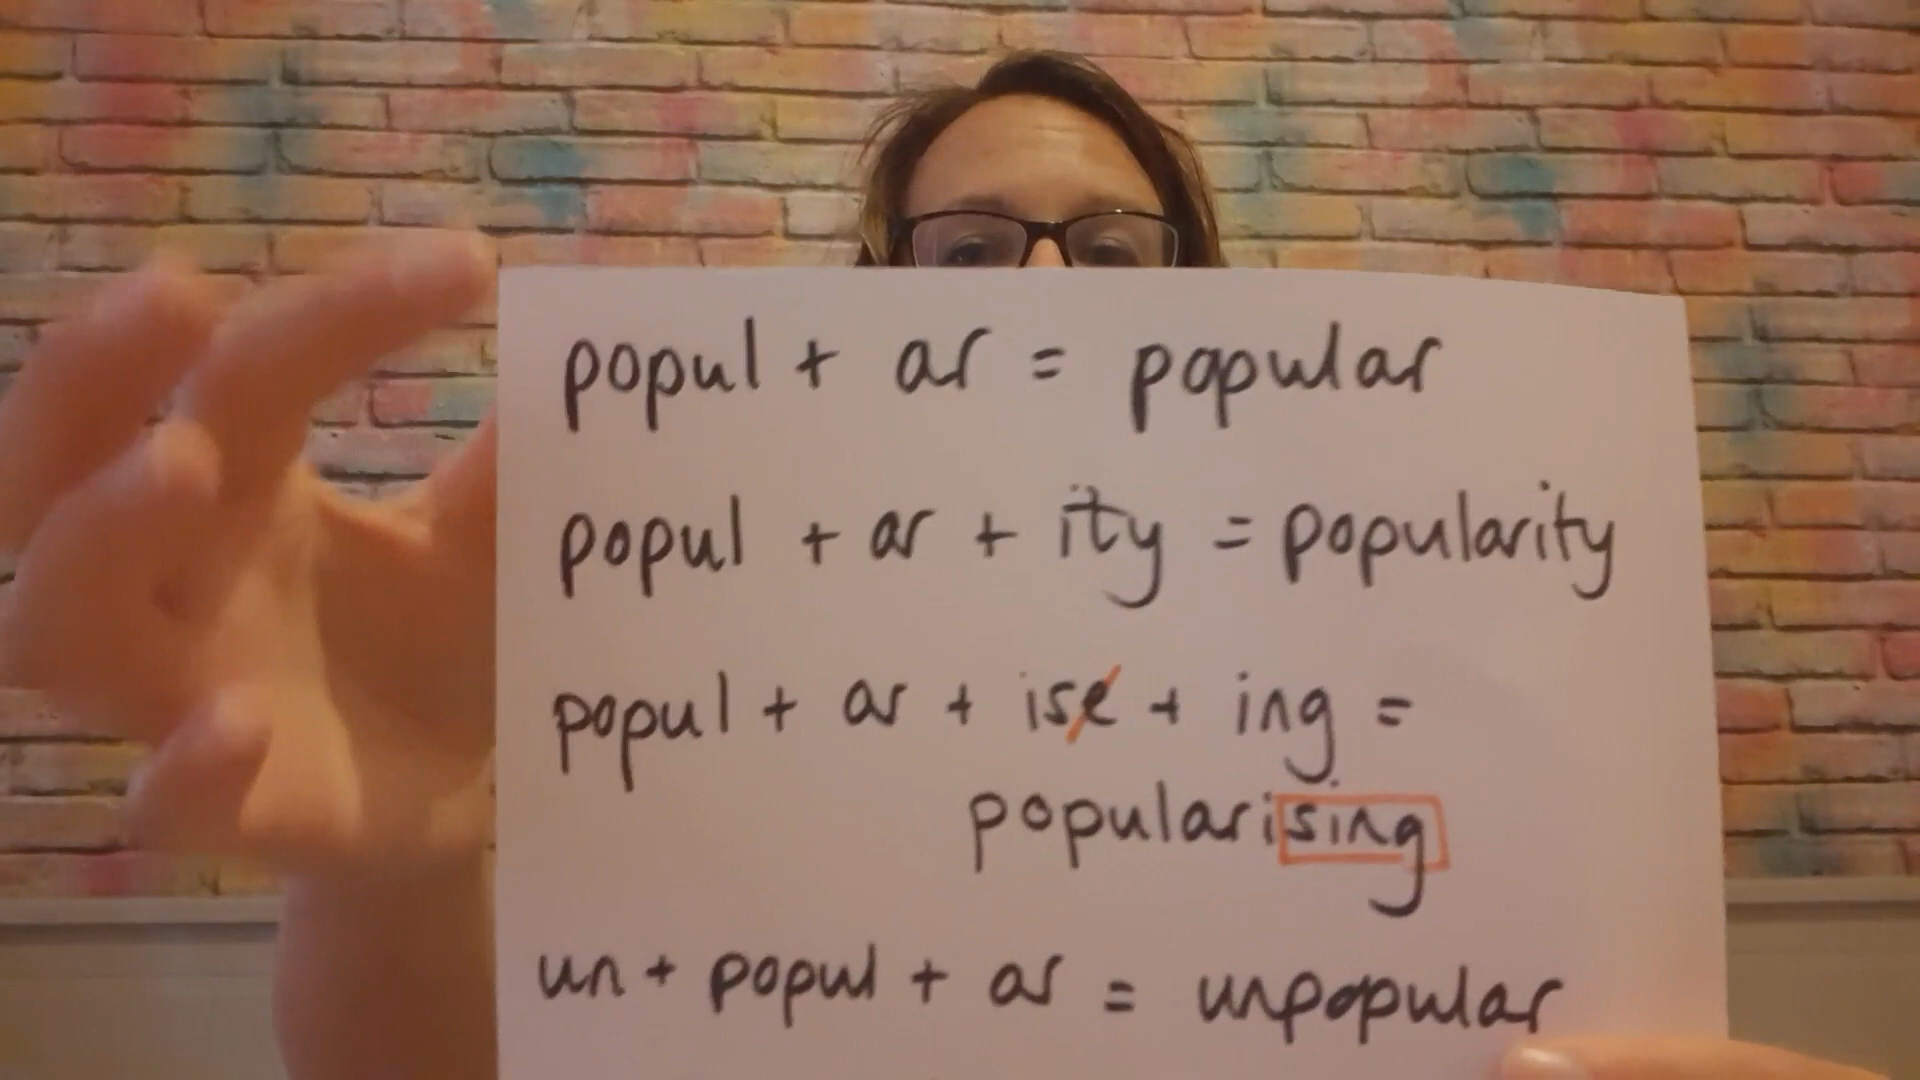 popul + ar = popular
popul + ar + ity = popularity
popul + ar + ise + ing =
popularising
un + popul + ar = unpopular